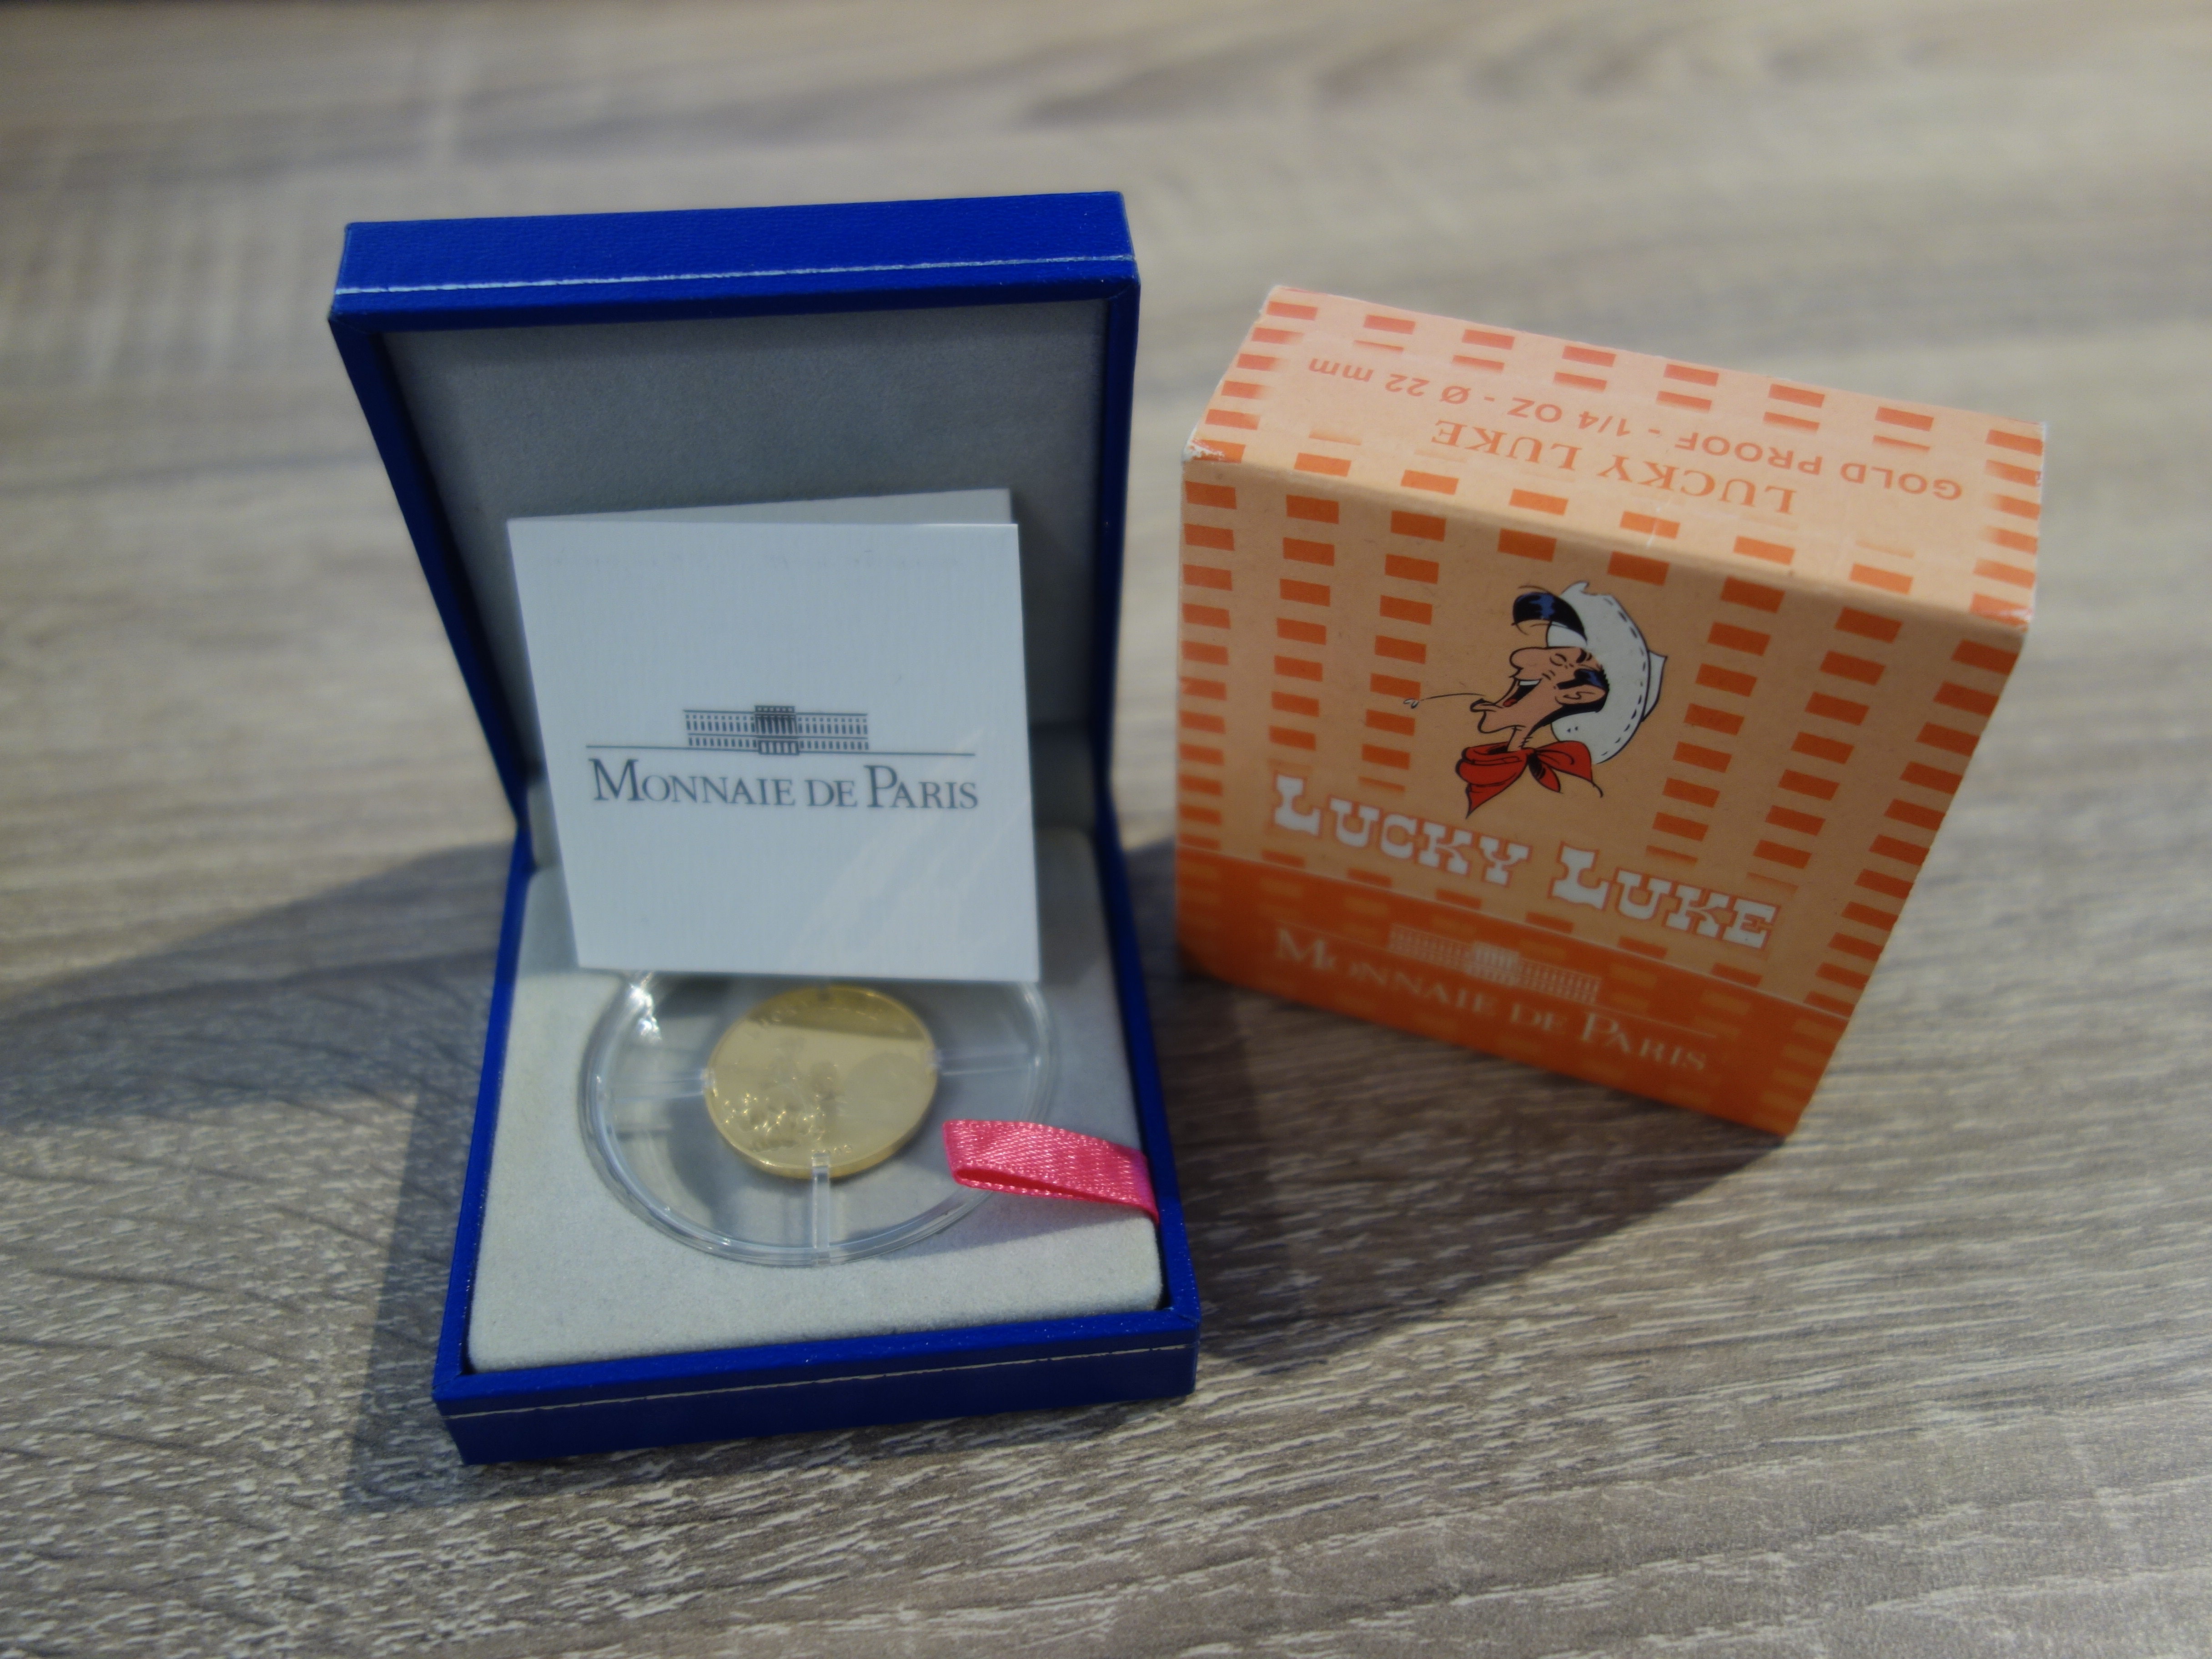 MONNAIE DE PARIS
GOLD PROOF - 1/4 OZ - Ø 22 mm
LUCKY LUKE
LUCKY LUKE
MONNAIE DE PARIS